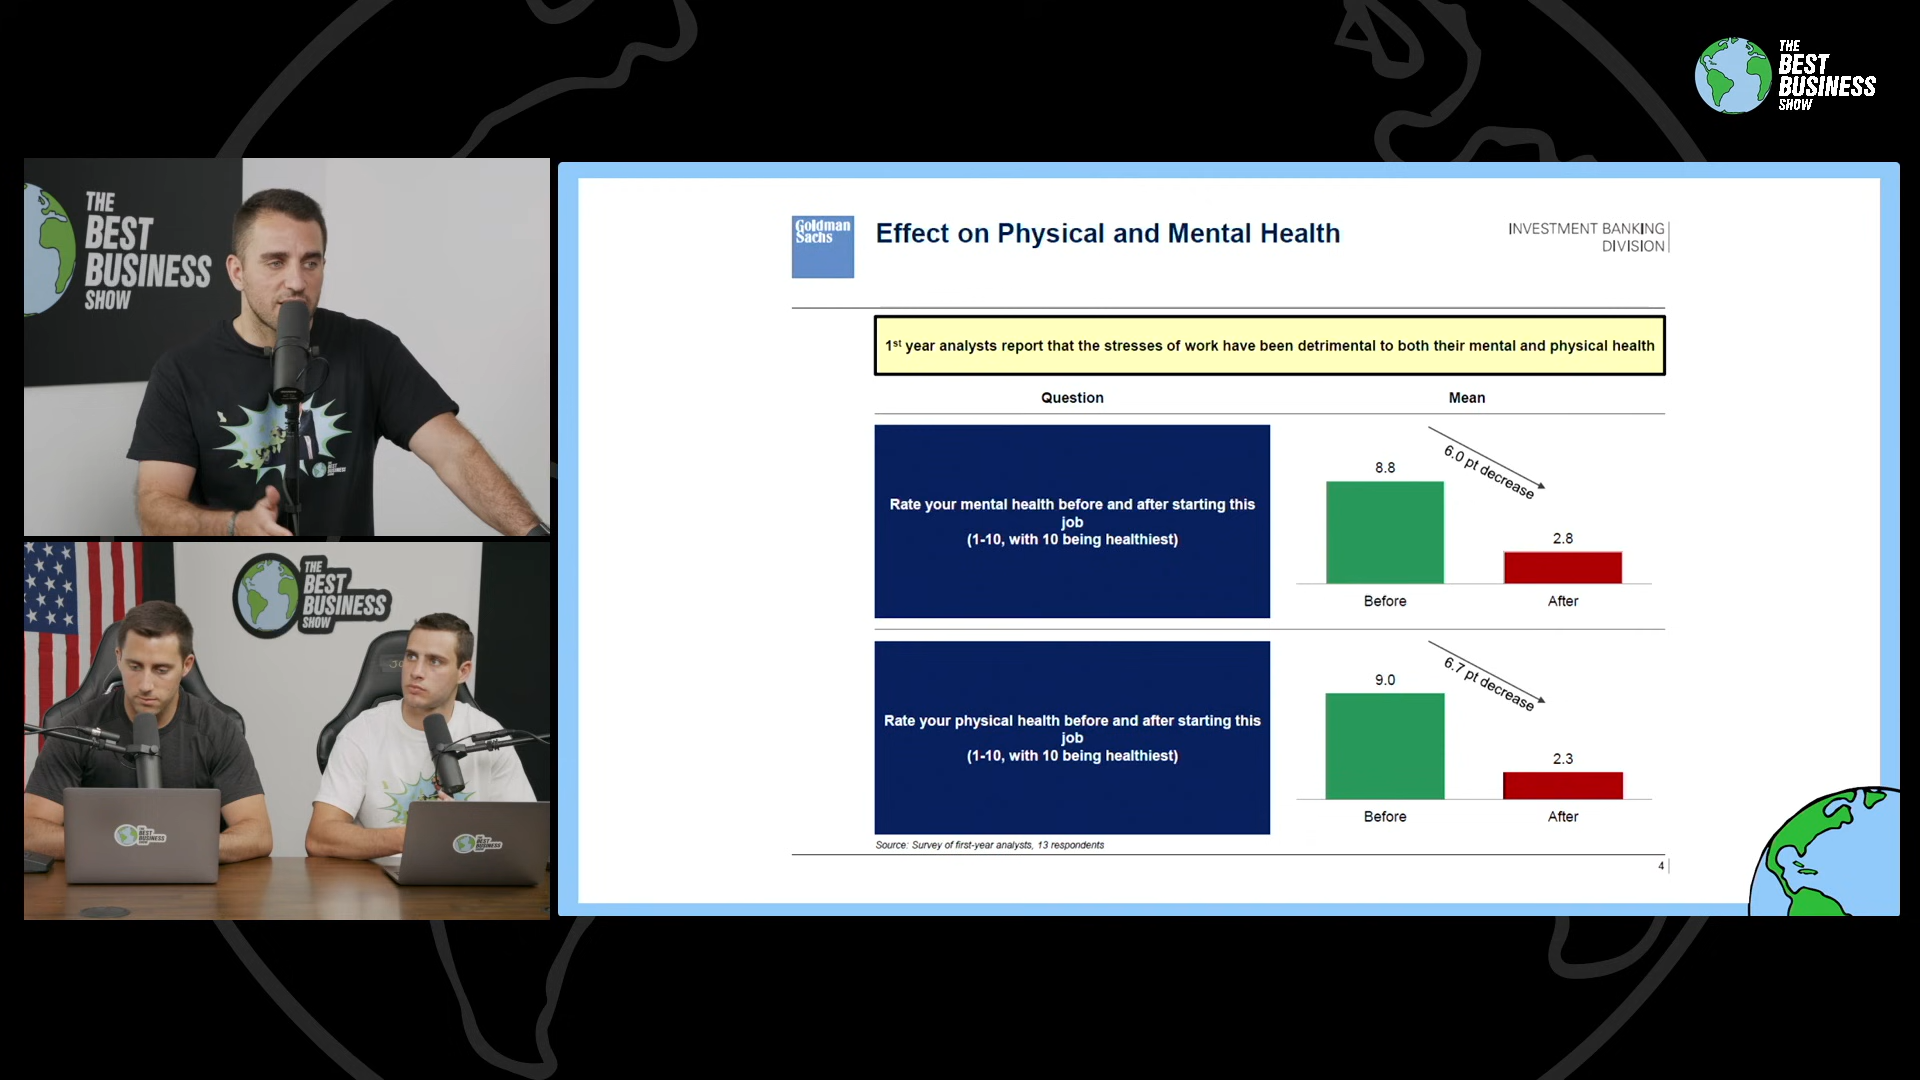 THE
BEST
BUSINESS
SHOW
THE
BEST
BUSINESS
SHOW
THE
BEST
BUSINESS
SHOW
THE
BEST
BUSINESS
SHOW
Goldman
Sachs
Effect on Physical and Mental Health
INVESTMENT BANKING
DIVISION
1st year analysts report that the stresses of work have been detrimental to both their mental and physical health
Question
Mean
Rate your mental health before and after starting this
job
(1-10, with 10 being healthiest)
8.8
6.0 pt decrease
2.8
Before
After
Rate your physical health before and after starting this
job
(1-10, with 10 being healthiest)
9.0
6.7 pt decrease
2.3
Before
After
Source: Survey of first-year analysts, 13 respondents
4